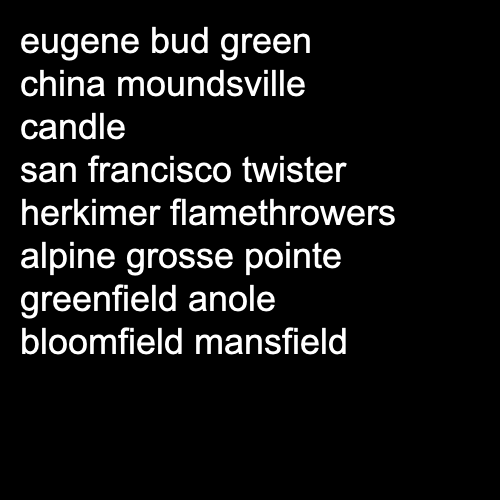 eugene bud green
china moundsville
candle
san francisco twister
herkimer flamethrowers
alpine grosse pointe
greenfield anole
bloomfield mansfield